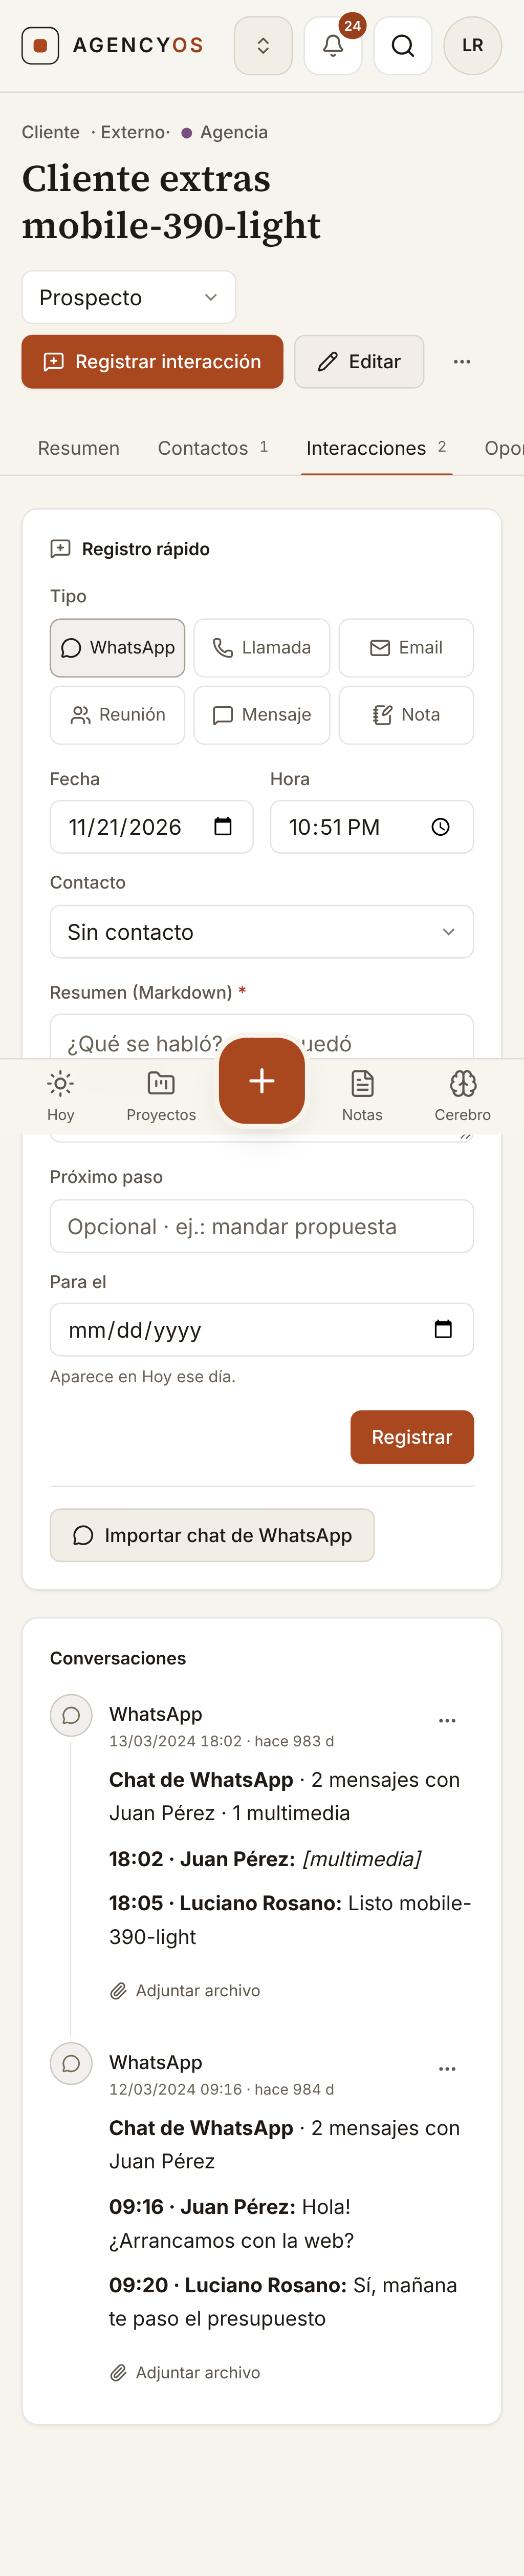 AGENCYOS
24
LR
Cliente · Externo· Agencia
Cliente extras
mobile-390-light
Prospecto
Registrar interacción
Editar
Resumen
Contactos 1
Interacciones 2
Opor
Registro rápido
Tipo
WhatsApp
Llamada
Email
Reunión
Mensaje
Nota
Fecha
Hora
11/21/2026
10:51 PM
Contacto
Sin contacto
Resumen (Markdown) *
¿Qué se habló? uedó
Hoy
Proyectos
Notas
Cerebro
Próximo paso
Opcional · ej.: mandar propuesta
Para el
mm/dd/yyyy
Aparece en Hoy ese día.
Registrar
Importar chat de WhatsApp
Conversaciones
WhatsApp
13/03/2024 18:02 · hace 983 d
Chat de WhatsApp · 2 mensajes con
Juan Pérez · 1 multimedia
18:02 · Juan Pérez: [multimedia]
18:05 · Luciano Rosano: Listo mobile-
390-light
Adjuntar archivo
WhatsApp
12/03/2024 09:16 · hace 984 d
Chat de WhatsApp · 2 mensajes con
Juan Pérez
09:16 · Juan Pérez: Hola!
¿Arrancamos con la web?
09:20 · Luciano Rosano: Sí, mañana
te paso el presupuesto
Adjuntar archivo